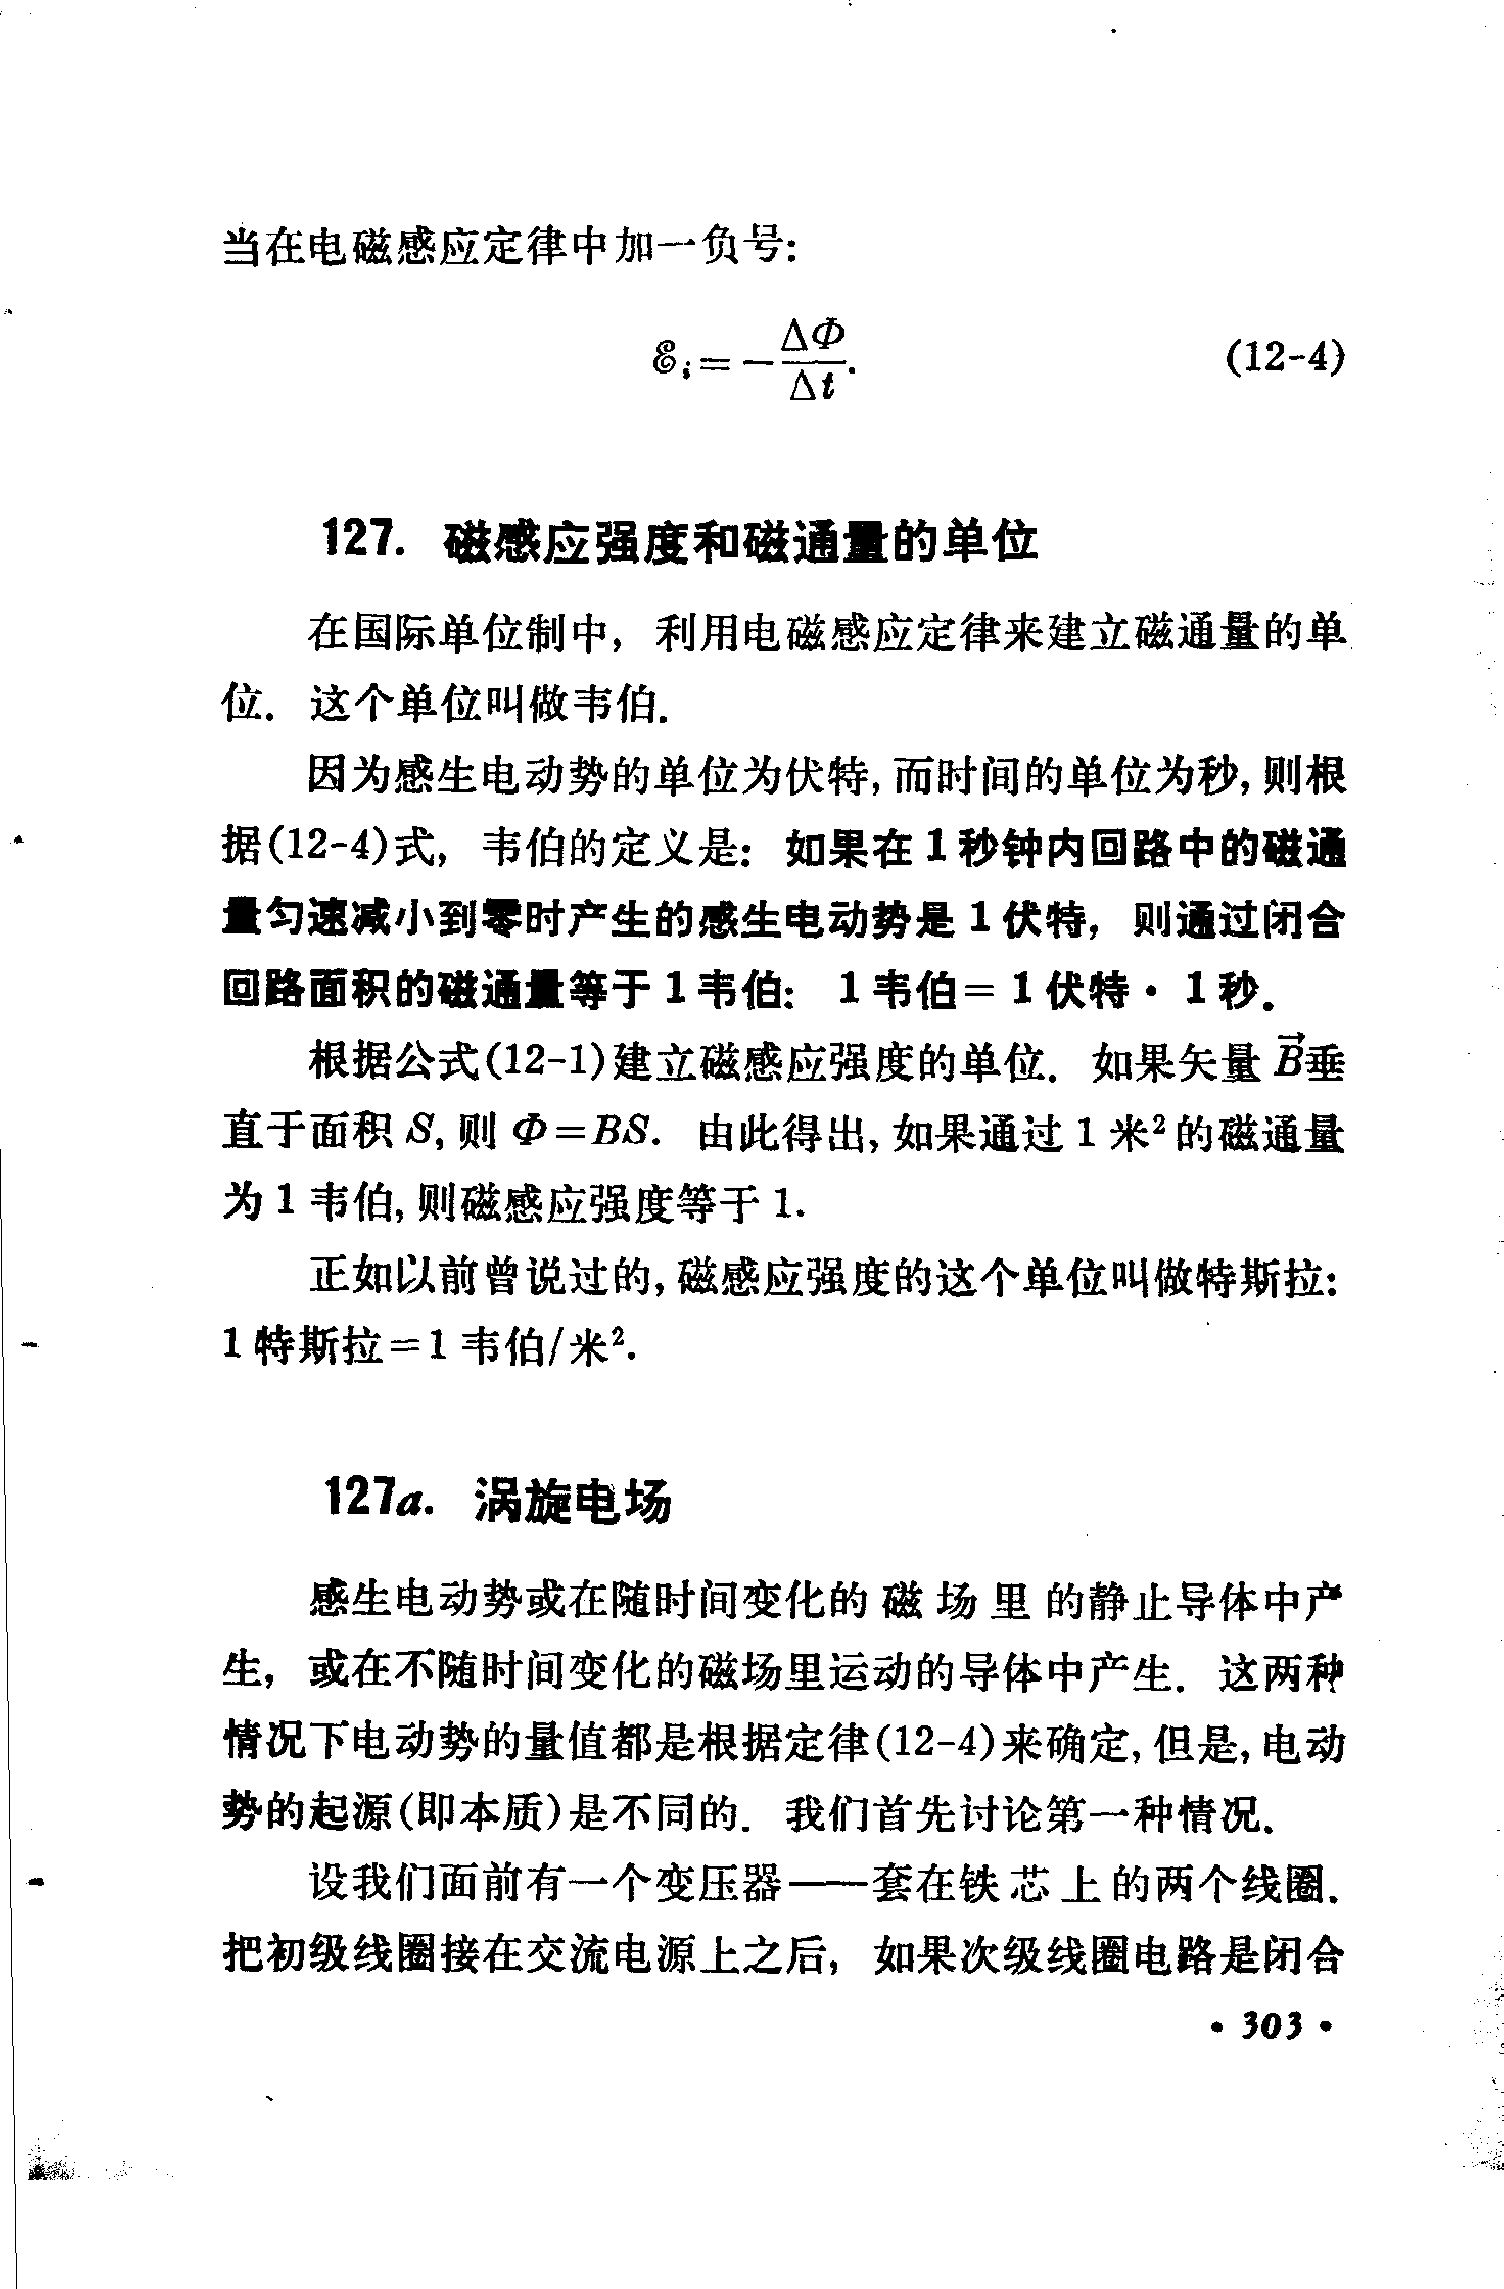 当在电磁感应定律中加一负号:
ℰᵢ = −ΔΦ/Δt. (12-4)
127. 磁感应强度和磁通量的单位
在国际单位制中, 利用电磁感应定律来建立磁通量的单
位. 这个单位叫做韦伯.
因为感生电动势的单位为伏特, 而时间的单位为秒, 则根
据(12-4)式, 韦伯的定义是: 如果在 1 秒钟内回路中的磁通
量匀速减小到零时产生的感生电动势是 1 伏特, 则通过闭合
回路面积的磁通量等于 1 韦伯: 1 韦伯= 1 伏特 · 1 秒.
根据公式(12-1)建立磁感应强度的单位. 如果矢量 B⃗ 垂
直于面积 S, 则 Φ=BS. 由此得出, 如果通过 1 米² 的磁通量
为 1 韦伯, 则磁感应强度等于 1.
正如以前曾说过的, 磁感应强度的这个单位叫做特斯拉:
1 特斯拉=1 韦伯/米².
127a. 涡旋电场
感生电动势或在随时间变化的磁场里的静止导体中产
生, 或在不随时间变化的磁场里运动的导体中产生. 这两种
情况下电动势的量值都是根据定律(12-4)来确定, 但是, 电动
势的起源(即本质)是不同的. 我们首先讨论第一种情况.
设我们面前有一个变压器——套在铁芯上的两个线圈.
把初级线圈接在交流电源上之后, 如果次级线圈电路是闭合
· 303 ·